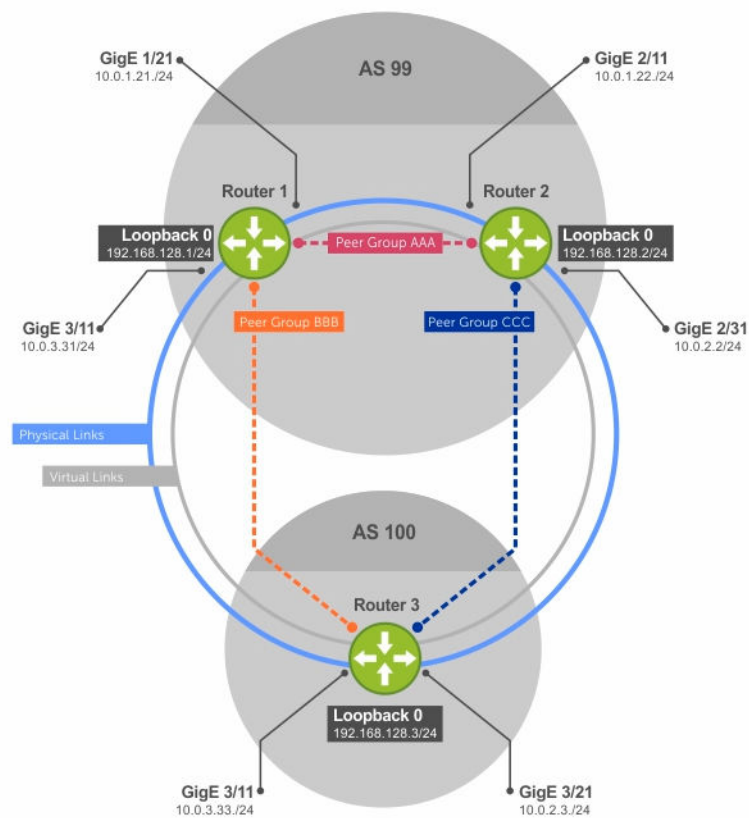 GigE 1/21
10.0.1.21./24
AS 99
GigE 2/11
10.0.1.22./24
Router 1
Router 2
Loopback 0
192.168.128.1/24
Peer Group AAA
Loopback 0
192.168.128.2/24
GigE 3/11
10.0.3.31/24
Peer Group BBB
Peer Group CCC
GigE 2/31
10.0.2.2/24
Physical Links
Virtual Links
AS 100
Router 3
Loopback 0
192.168.128.3/24
GigE 3/11
10.0.3.33./24
GigE 3/21
10.0.2.3./24